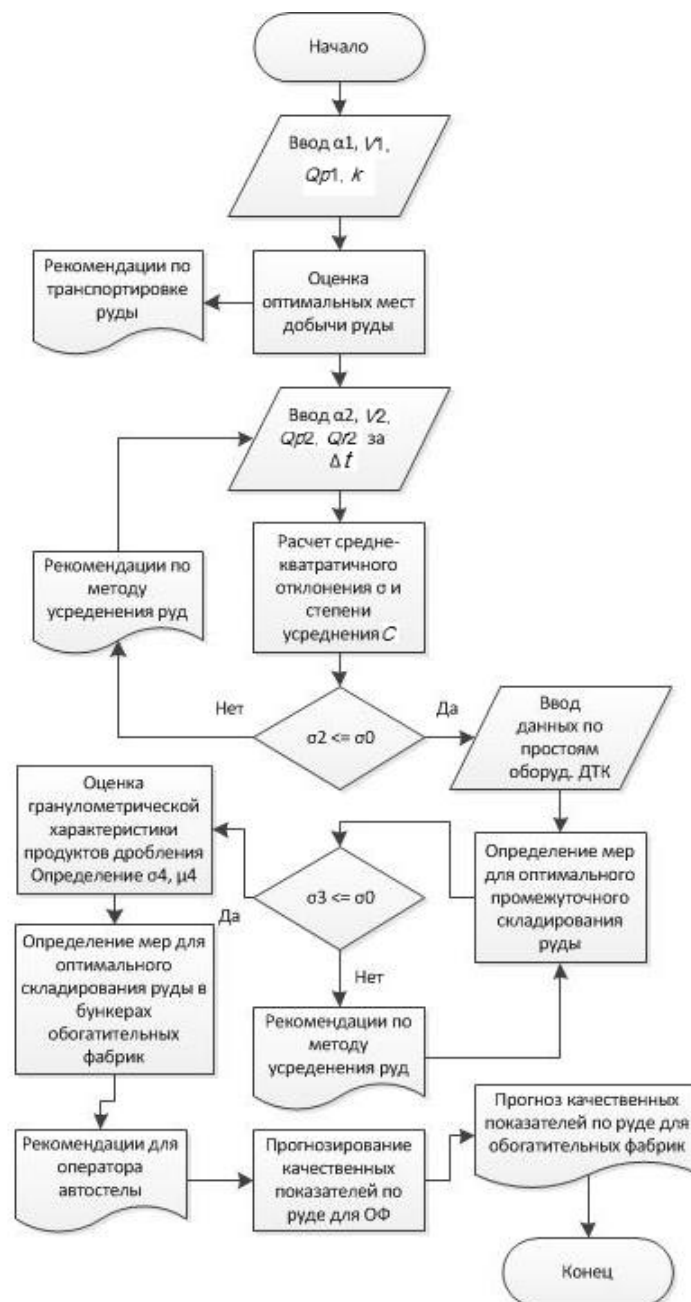 Начало
Ввод α1, V1,
Qp1, k
Рекомендации по
транспортировке
руды
Оценка
оптимальных мест
добычи руды
Ввод α2, V2,
Qp2, Qr2 за
Δt
Рекомендации по
методу
усреденения руд
Расчет средне-
кватратичного
отклонения σ и
степени
усреднения C
Нет
σ2 <= σ0
Да
Ввод
данных по
простоям
оборуд. ДТК
Оценка
гранулометрической
характеристики
продуктов дробления
Определение σ4, μ4
σ3 <= σ0
Определение мер
для оптимального
промежуточного
складирования
руды
Да
Нет
Определение мер для
оптимального
складирования руды в
бункерах
обогатительных
фабрик
Рекомендации по
методу
усреденения руд
Рекомендации для
оператора
автостелы
Прогнозирование
качественных
показателей по
руде для ОФ
Прогноз качественных
показателей по руде для
обогатительных фабрик
Конец